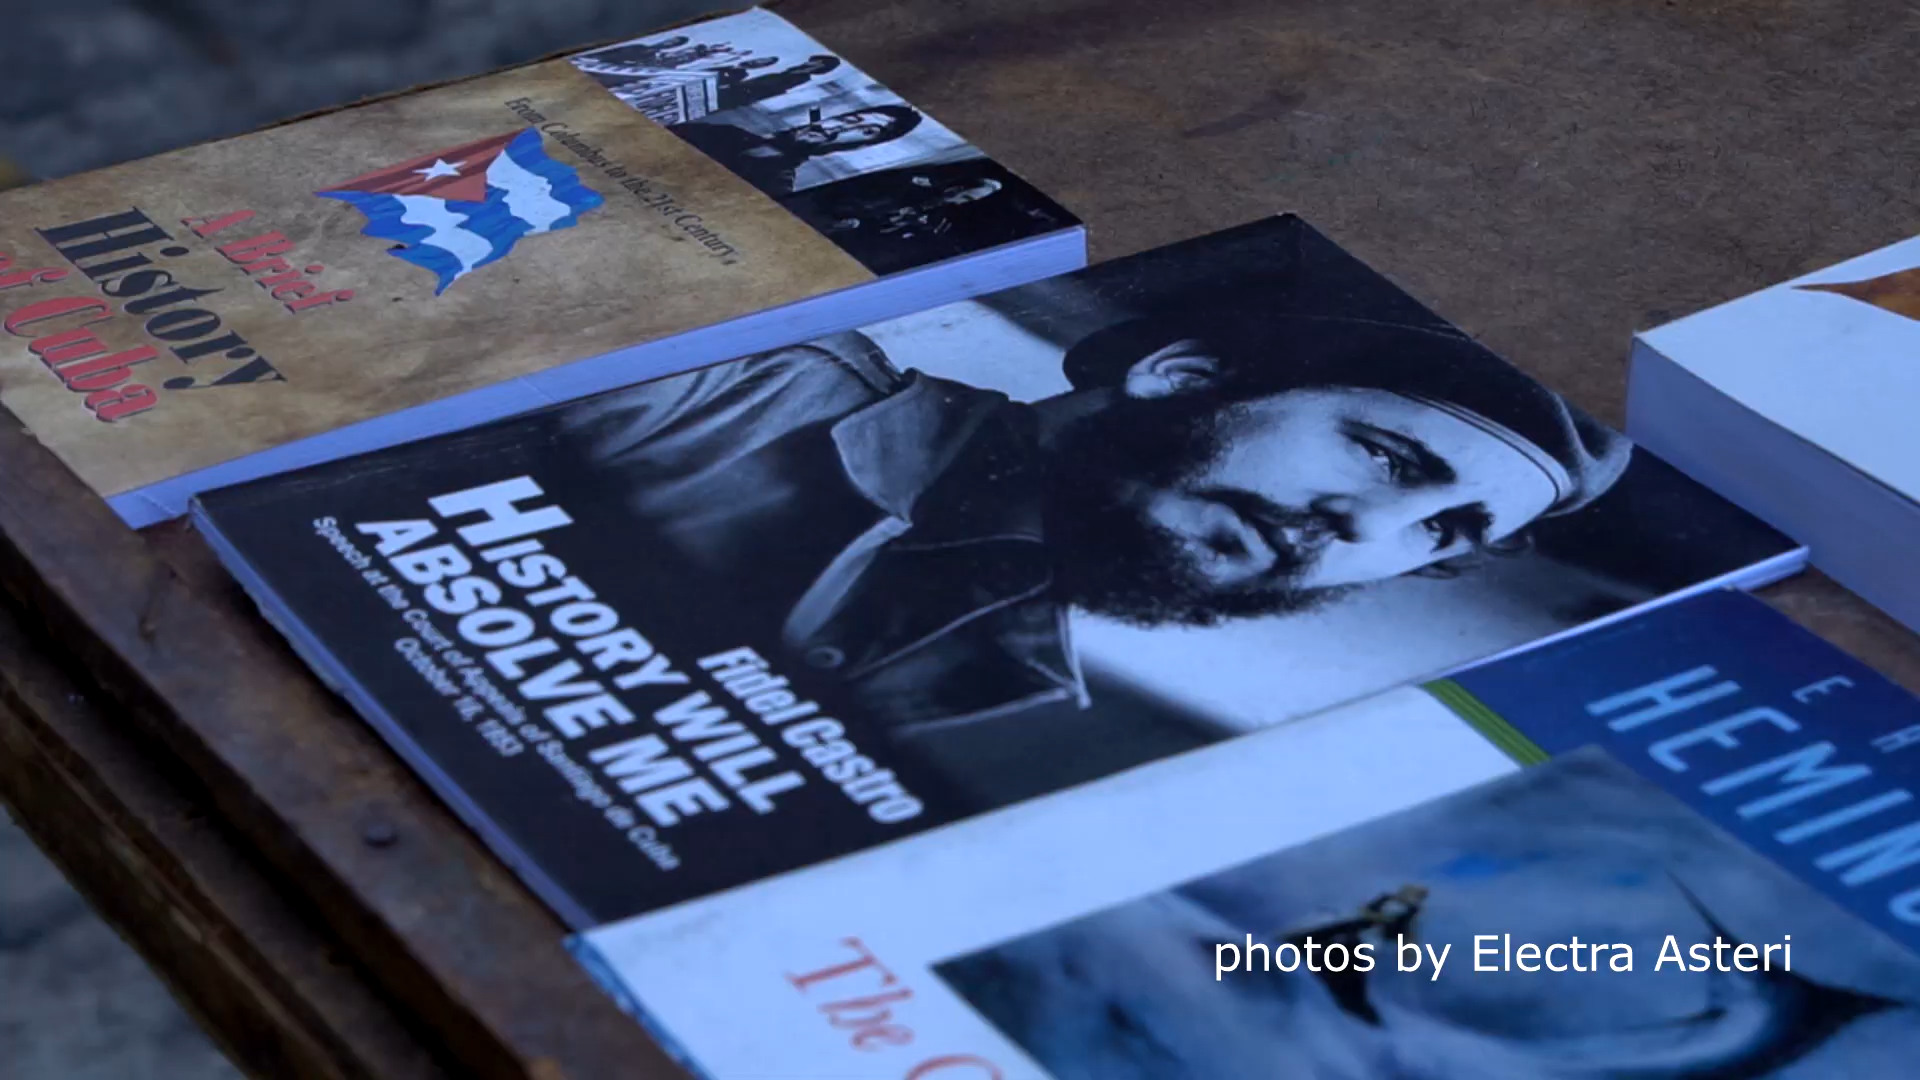 From Columbus to the 21st Century
A Brief
History
of Cuba
Fidel Castro
HISTORY WILL
ABSOLVE ME
Speech at the Court of Appeals of Santiago de Cuba
October 16, 1953
The
photos by Electra Asteri